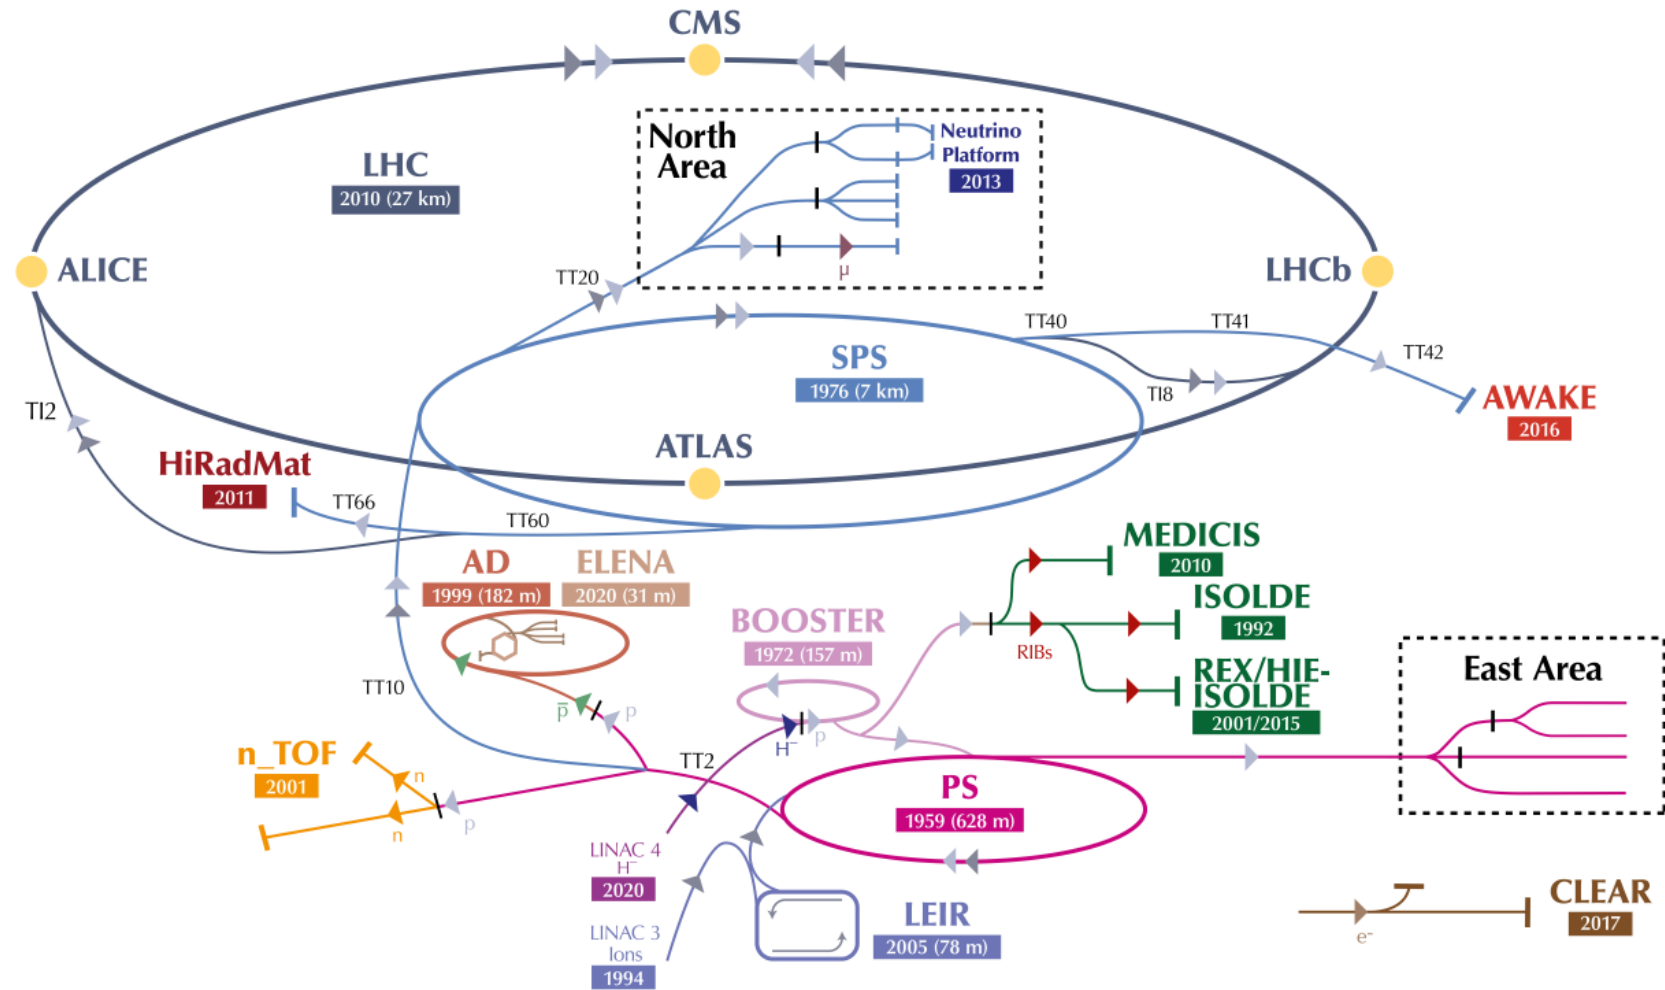 CMS
North
Area
Neutrino
Platform
2013
LHC
2010 (27 km)
ALICE
LHCb
μ
TT20
TT40
TT41
TT42
SPS
1976 (7 km)
TI8
AWAKE
2016
TI2
ATLAS
HiRadMat
2011
TT66
TT60
MEDICIS
2010
AD
1999 (182 m)
ELENA
2020 (31 m)
ISOLDE
1992
BOOSTER
1972 (157 m)
RIBs
REX/HIE-
ISOLDE
2001/2015
East Area
TT10
p̅
p
H⁻
p
n_TOF
2001
n
n
p
TT2
PS
1959 (628 m)
LINAC 4
H⁻
2020
LINAC 3
Ions
1994
LEIR
2005 (78 m)
e-
CLEAR
2017